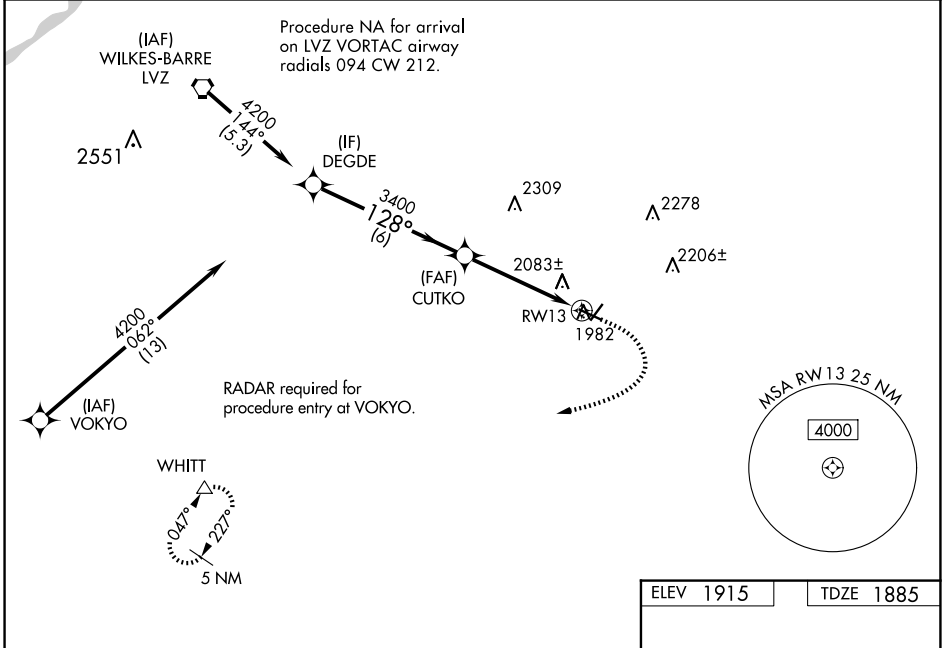 Procedure NA for arrival
on LVZ VORTAC airway
radials 094 CW 212.
(IAF)
WILKES-BARRE
LVZ
4200
144°
(5.3)
2551
(IF)
DEGDE
3400
128°
(6)
2309
2278
2206±
2083±
(FAF)
CUTKO
RW13
1982
4200
062°
(13)
(IAF)
VOKYO
RADAR required for
procedure entry at VOKYO.
MSA RW13 25 NM
4000
WHITT
047°
227°
5 NM
ELEV 1915
TDZE 1885